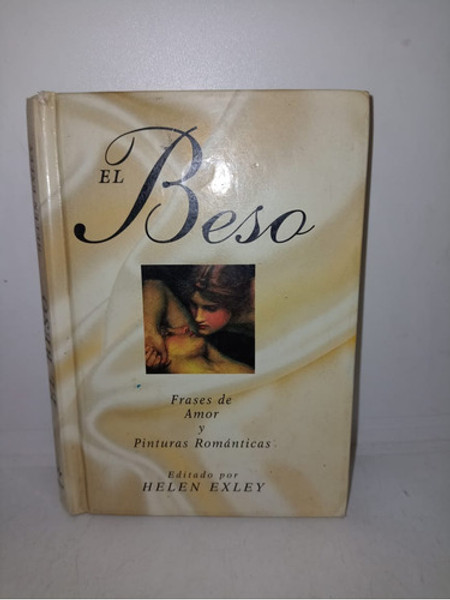 EL
Beso
Frases de
Amor
y
Pinturas Románticas
Editado por
HELEN EXLEY